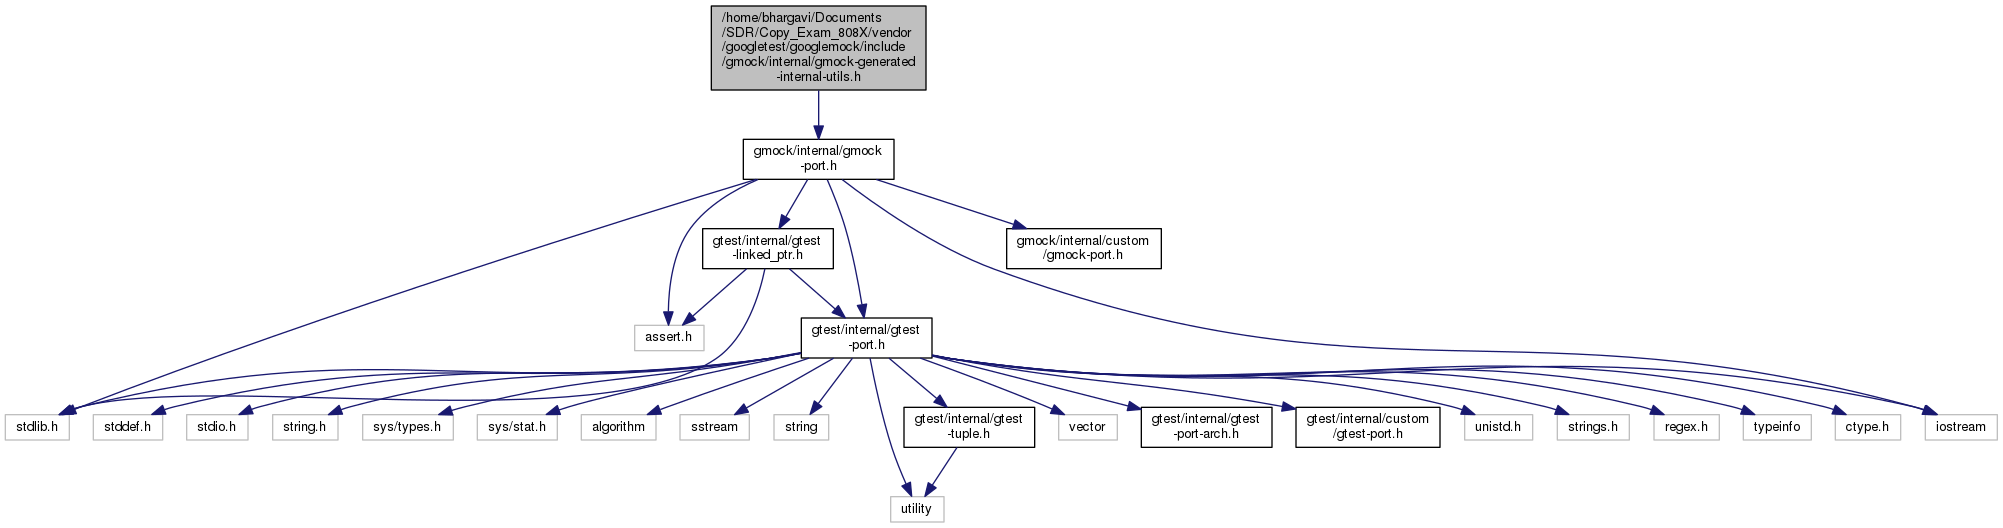 /home/bhargavi/Documents
/SDR/Copy_Exam_808X/vendor
/googletest/googlemock/include
/gmock/internal/gmock-generated
-internal-utils.h
gmock/internal/gmock
-port.h
gtest/internal/gtest
-linked_ptr.h
gmock/internal/custom
/gmock-port.h
assert.h
gtest/internal/gtest
-port.h
stdlib.h
stddef.h
stdio.h
string.h
sys/types.h
sys/stat.h
algorithm
sstream
string
gtest/internal/gtest
-tuple.h
vector
gtest/internal/gtest
-port-arch.h
gtest/internal/custom
/gtest-port.h
unistd.h
strings.h
regex.h
typeinfo
ctype.h
iostream
utility